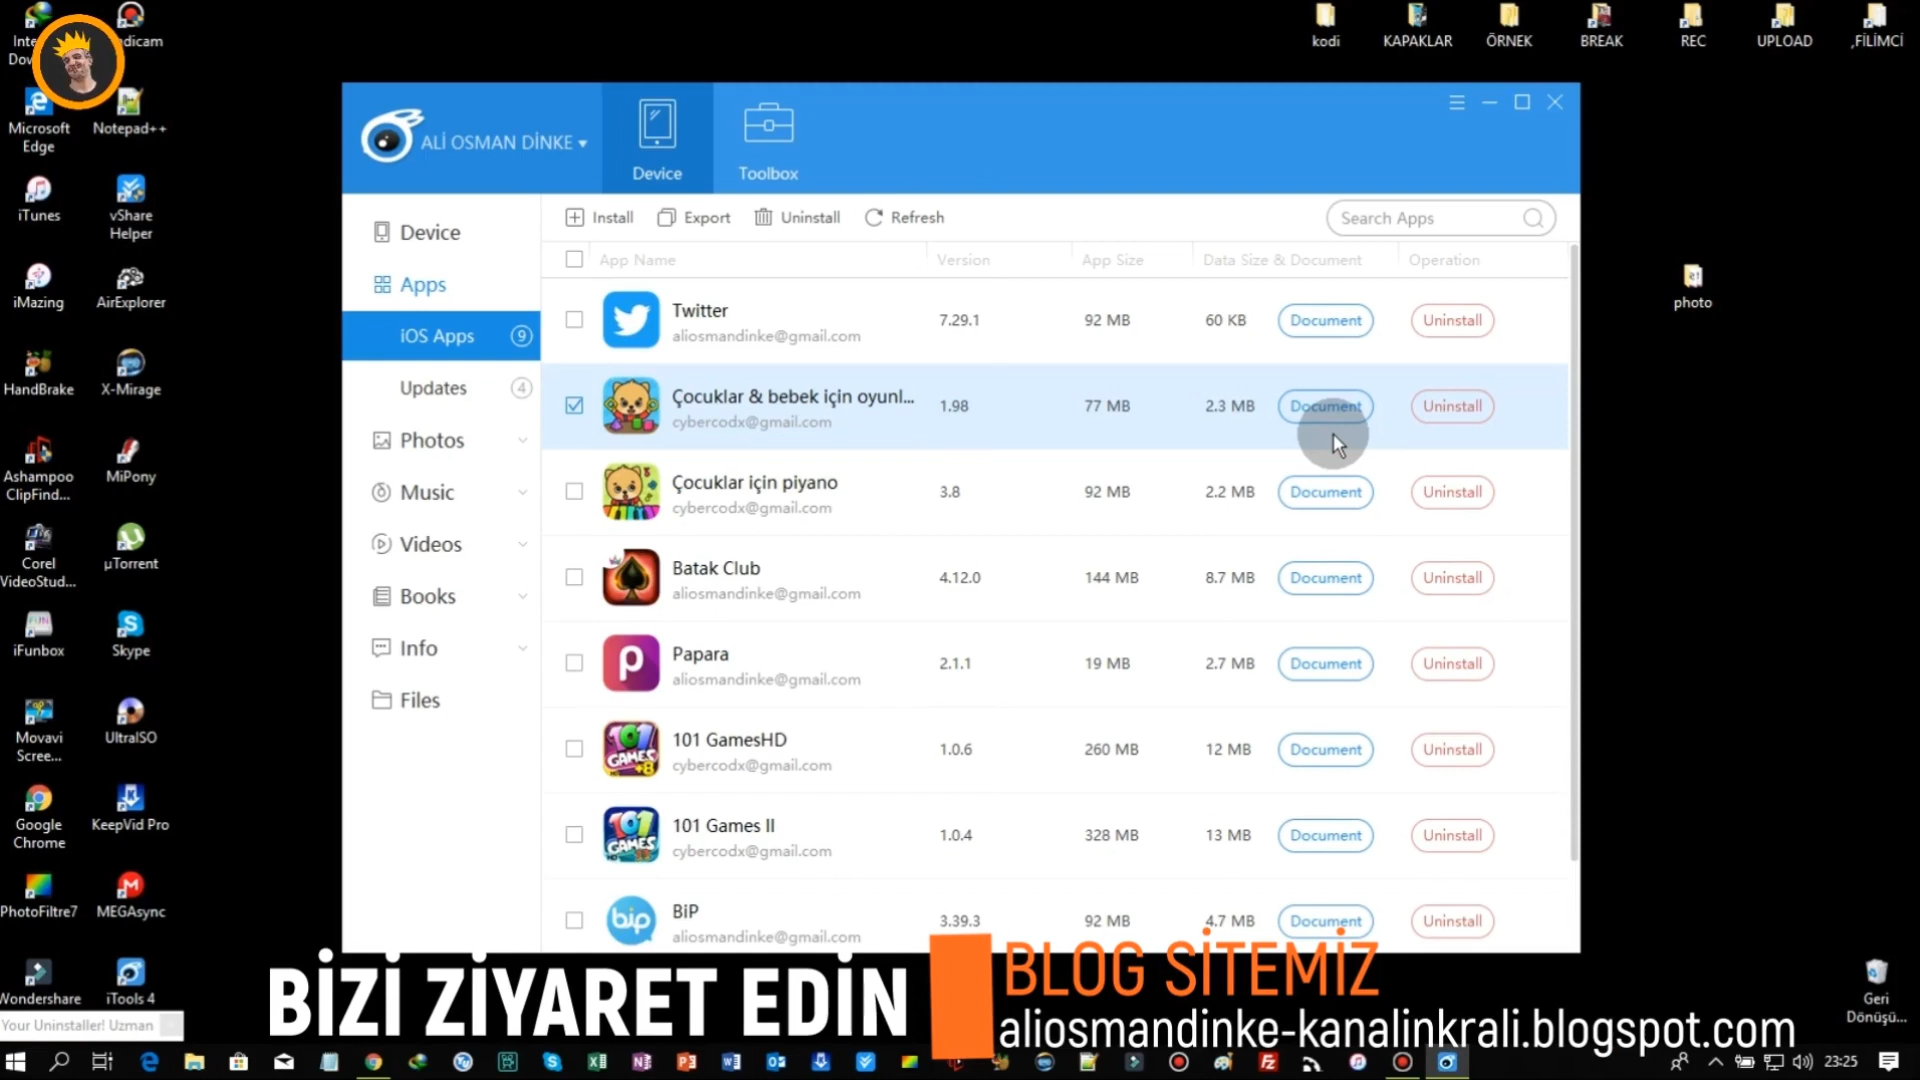 Inte
Dow
dicam
kodi
KAPAKLAR
ÖRNEK
BREAK
REC
UPLOAD
,FİLİMCİ
Microsoft
Edge
Notepad++
iTunes
vShare
Helper
iMazing
AirExplorer
HandBrake
X-Mirage
Ashampoo
ClipFind...
MiPony
Corel
VideoStud...
µTorrent
iFunbox
Skype
Movavi
Scree...
UltraISO
Google
Chrome
KeepVid Pro
PhotoFiltre7
MEGAsync
Wondershare
iTools 4
Your Uninstaller! Uzman
photo
Geri
Dönüşü...
ALİ OSMAN DİNKE
Device
Toolbox
Device
Apps
iOS Apps 9
Updates 4
Photos
Music
Videos
Books
Info
Files
Install Export Uninstall Refresh
Search Apps
App Name Version App Size Data Size & Document Operation
Twitter
aliosmandinke@gmail.com
7.29.1 92 MB 60 KB Document Uninstall
Çocuklar & bebek için oyunl...
cybercodx@gmail.com
1.98 77 MB 2.3 MB Document Uninstall
Çocuklar için piyano
cybercodx@gmail.com
3.8 92 MB 2.2 MB Document Uninstall
Batak Club
aliosmandinke@gmail.com
4.12.0 144 MB 8.7 MB Document Uninstall
Papara
aliosmandinke@gmail.com
2.1.1 19 MB 2.7 MB Document Uninstall
101 GamesHD
cybercodx@gmail.com
1.0.6 260 MB 12 MB Document Uninstall
101 Games II
cybercodx@gmail.com
1.0.4 328 MB 13 MB Document Uninstall
bip
BiP
aliosmandinke@gmail.com
3.39.3 92 MB 4.7 MB Document Uninstall
BİZİ ZİYARET EDİN
BLOG SİTEMİZ
aliosmandinke-kanalinkrali.blogspot.com
23:25